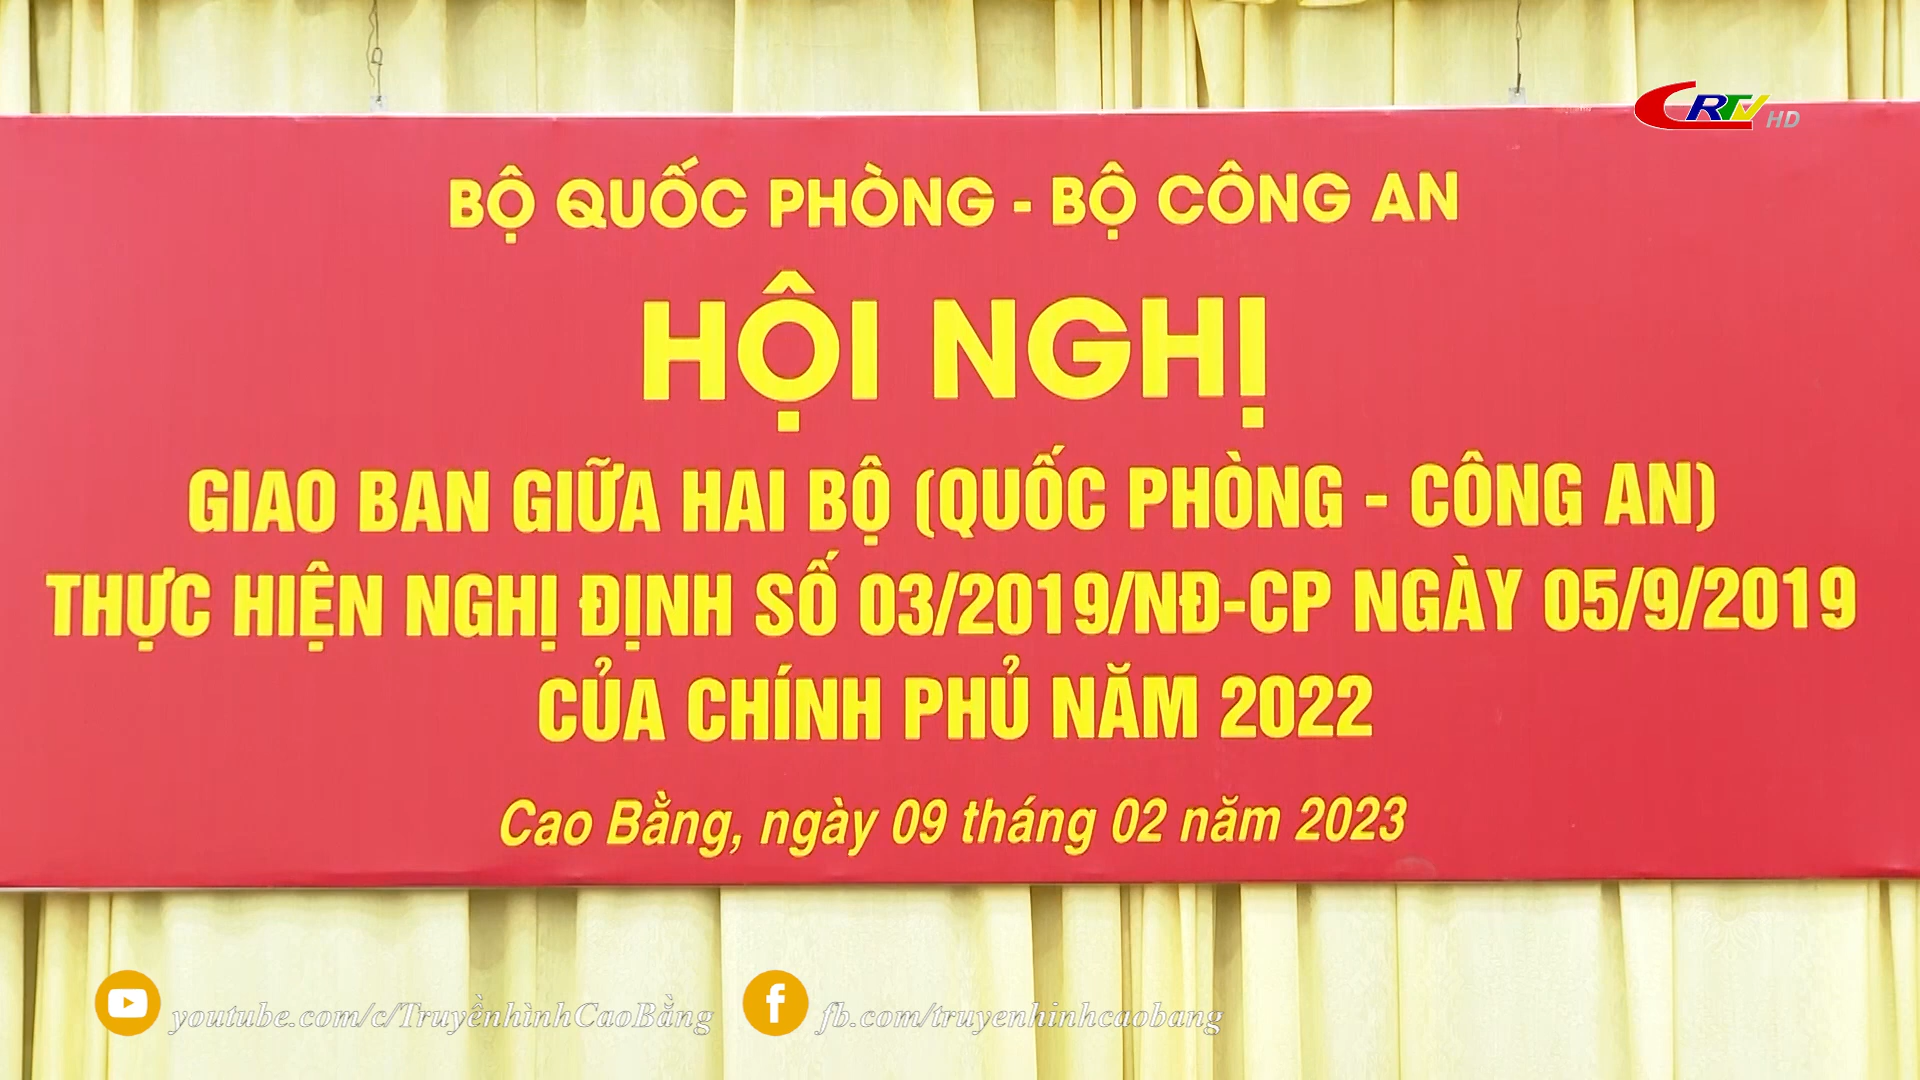 CRTV HD
BỘ QUỐC PHÒNG - BỘ CÔNG AN
HỘI NGHỊ
GIAO BAN GIỮA HAI BỘ (QUỐC PHÒNG - CÔNG AN)
THỰC HIỆN NGHỊ ĐỊNH SỐ 03/2019/NĐ-CP NGÀY 05/9/2019
CỦA CHÍNH PHỦ NĂM 2022
Cao Bằng, ngày 09 tháng 02 năm 2023
youtube.com/c/TruyềnhìnhCaoBằng
fb.com/truyenhinhcaobang